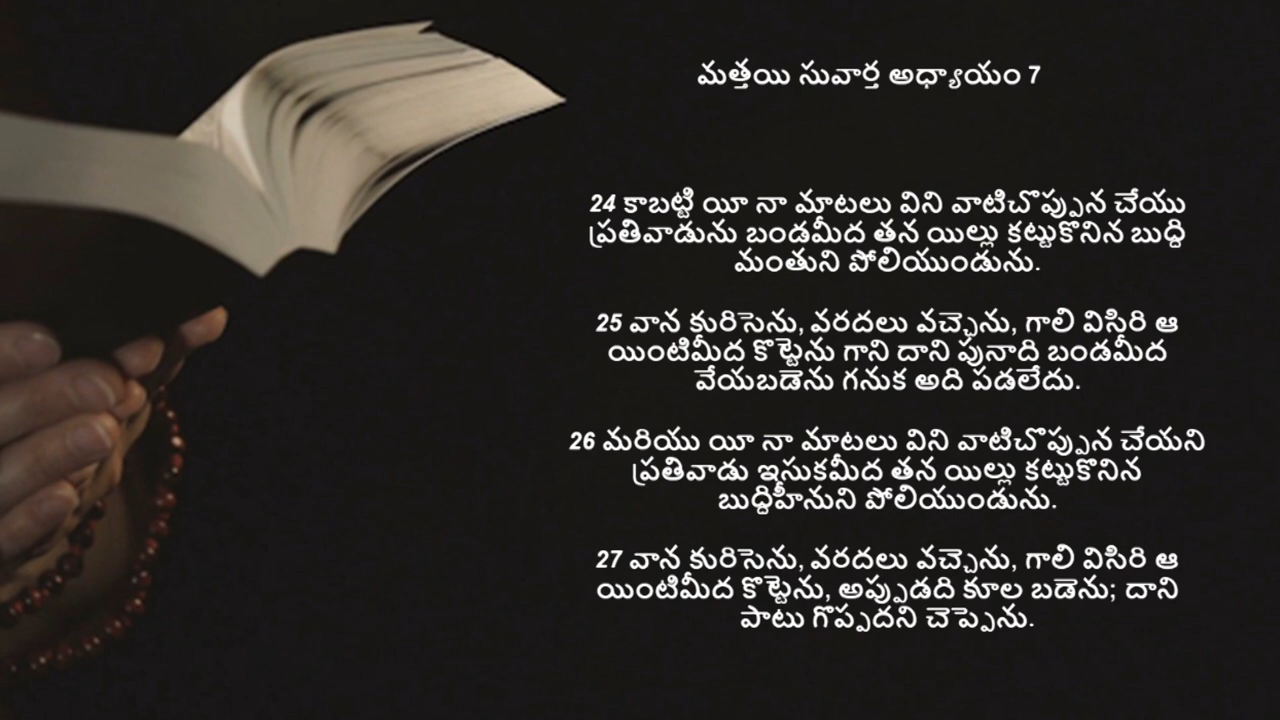 మత్తయి సువార్త అధ్యాయం 7
24 కాబట్టి యీ నా మాటలు విని వాటిచొప్పున చేయు
ప్రతివాడును బండమీద తన యిల్లు కట్టుకొనిన బుద్ధి
మంతుని పోలియుండును.
25 వాన కురిసెను, వరదలు వచ్చెను, గాలి విసిరి ఆ
యింటిమీద కొట్టెను గాని దాని పునాది బండమీద
వేయబడెను గనుక అది పడలేదు.
26 మరియు యీ నా మాటలు విని వాటిచొప్పున చేయని
ప్రతివాడు ఇసుకమీద తన యిల్లు కట్టుకొనిన
బుద్ధిహీనుని పోలియుండును.
27 వాన కురిసెను, వరదలు వచ్చెను, గాలి విసిరి ఆ
యింటిమీద కొట్టెను, అప్పుడది కూల బడెను; దాని
పాటు గొప్పదని చెప్పెను.